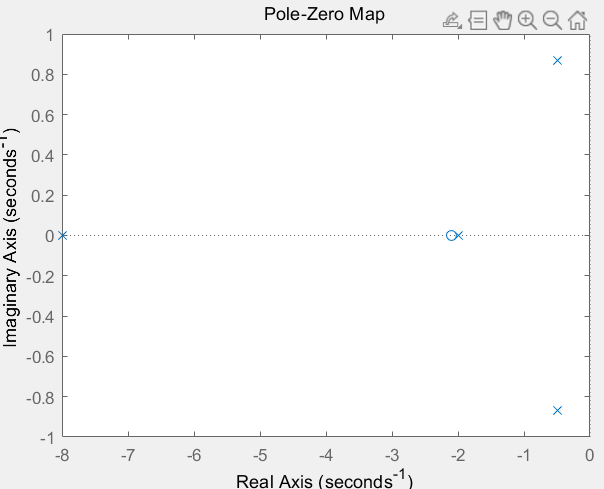 Pole-Zero Map
1
0.8
0.6
0.4
0.2
0
-0.2
-0.4
-0.6
-0.8
-1
Imaginary Axis (seconds⁻¹)
-8 -7 -6 -5 -4 -3 -2 -1 0
Real Axis (seconds⁻¹)